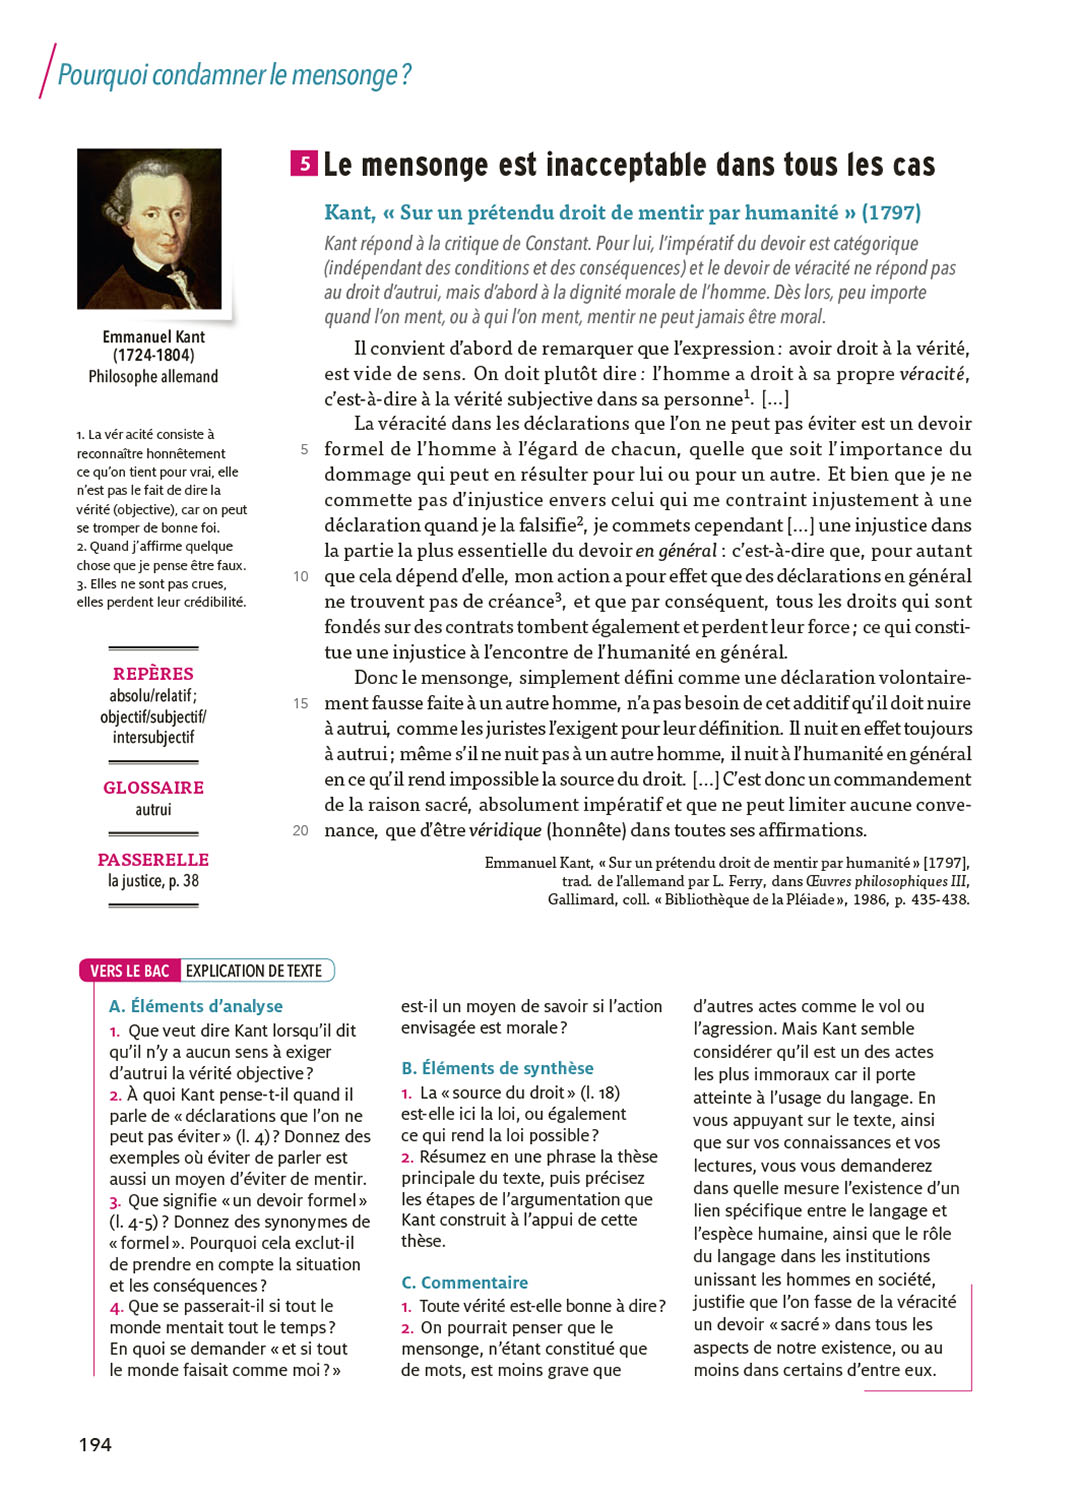 Pourquoi condamner le mensonge ?
5 Le mensonge est inacceptable dans tous les cas
Kant, « Sur un prétendu droit de mentir par humanité » (1797)
Kant répond à la critique de Constant. Pour lui, l'impératif du devoir est catégorique
(indépendant des conditions et des conséquences) et le devoir de véracité ne répond pas
au droit d'autrui, mais d'abord à la dignité morale de l'homme. Dès lors, peu importe
quand l'on ment, ou à qui l'on ment, mentir ne peut jamais être moral.
Emmanuel Kant
(1724-1804)
Philosophe allemand
1. La vér acité consiste à
reconnaître honnêtement
ce qu'on tient pour vrai, elle
n'est pas le fait de dire la
vérité (objective), car on peut
se tromper de bonne foi.
2. Quand j'affirme quelque
chose que je pense être faux.
3. Elles ne sont pas crues,
elles perdent leur crédibilité.
REPÈRES
absolu/relatif ;
objectif/subjectif/
intersubjectif
GLOSSAIRE
autrui
PASSERELLE
la justice, p. 38
Il convient d'abord de remarquer que l'expression : avoir droit à la vérité,
est vide de sens. On doit plutôt dire : l'homme a droit à sa propre véracité,
c'est-à-dire à la vérité subjective dans sa personne¹. [...]
La véracité dans les déclarations que l'on ne peut pas éviter est un devoir
5 formel de l'homme à l'égard de chacun, quelle que soit l'importance du
dommage qui peut en résulter pour lui ou pour un autre. Et bien que je ne
commette pas d'injustice envers celui qui me contraint injustement à une
déclaration quand je la falsifie², je commets cependant [...] une injustice dans
la partie la plus essentielle du devoir en général : c'est-à-dire que, pour autant
10 que cela dépend d'elle, mon action a pour effet que des déclarations en général
ne trouvent pas de créance³, et que par conséquent, tous les droits qui sont
fondés sur des contrats tombent également et perdent leur force ; ce qui consti-
tue une injustice à l'encontre de l'humanité en général.
Donc le mensonge, simplement défini comme une déclaration volontaire-
15 ment fausse faite à un autre homme, n'a pas besoin de cet additif qu'il doit nuire
à autrui, comme les juristes l'exigent pour leur définition. Il nuit en effet toujours
à autrui ; même s'il ne nuit pas à un autre homme, il nuit à l'humanité en général
en ce qu'il rend impossible la source du droit. [...] C'est donc un commandement
de la raison sacré, absolument impératif et que ne peut limiter aucune conve-
20 nance, que d'être véridique (honnête) dans toutes ses affirmations.
Emmanuel Kant, « Sur un prétendu droit de mentir par humanité » [1797],
trad. de l'allemand par L. Ferry, dans Œuvres philosophiques III,
Gallimard, coll. « Bibliothèque de la Pléiade », 1986, p. 435-438.
VERS LE BAC EXPLICATION DE TEXTE
A. Éléments d'analyse
1. Que veut dire Kant lorsqu'il dit
qu'il n'y a aucun sens à exiger
d'autrui la vérité objective ?
2. À quoi Kant pense-t-il quand il
parle de « déclarations que l'on ne
peut pas éviter » (l. 4) ? Donnez des
exemples où éviter de parler est
aussi un moyen d'éviter de mentir.
3. Que signifie « un devoir formel »
(l. 4-5) ? Donnez des synonymes de
« formel ». Pourquoi cela exclut-il
de prendre en compte la situation
et les conséquences ?
4. Que se passerait-il si tout le
monde mentait tout le temps ?
En quoi se demander « et si tout
le monde faisait comme moi ? »
est-il un moyen de savoir si l'action
envisagée est morale ?
B. Éléments de synthèse
1. La « source du droit » (l. 18)
est-elle ici la loi, ou également
ce qui rend la loi possible ?
2. Résumez en une phrase la thèse
principale du texte, puis précisez
les étapes de l'argumentation que
Kant construit à l'appui de cette
thèse.
C. Commentaire
1. Toute vérité est-elle bonne à dire ?
2. On pourrait penser que le
mensonge, n'étant constitué que
de mots, est moins grave que
d'autres actes comme le vol ou
l'agression. Mais Kant semble
considérer qu'il est un des actes
les plus immoraux car il porte
atteinte à l'usage du langage. En
vous appuyant sur le texte, ainsi
que sur vos connaissances et vos
lectures, vous vous demanderez
dans quelle mesure l'existence d'un
lien spécifique entre le langage et
l'espèce humaine, ainsi que le rôle
du langage dans les institutions
unissant les hommes en société,
justifie que l'on fasse de la véracité
un devoir « sacré » dans tous les
aspects de notre existence, ou au
moins dans certains d'entre eux.
194